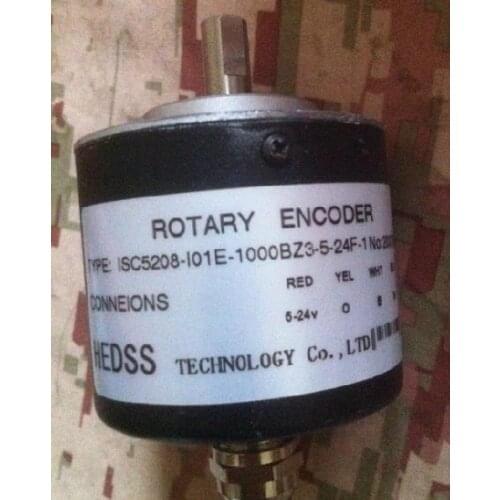 ROTARY ENCODER
TYPE: ISC5208-I01E-1000BZ3-5-24F-1 No:
RED YEL WHT
CONNEIONS
5-24v O B
HEDSS TECHNOLOGY Co.,LTD